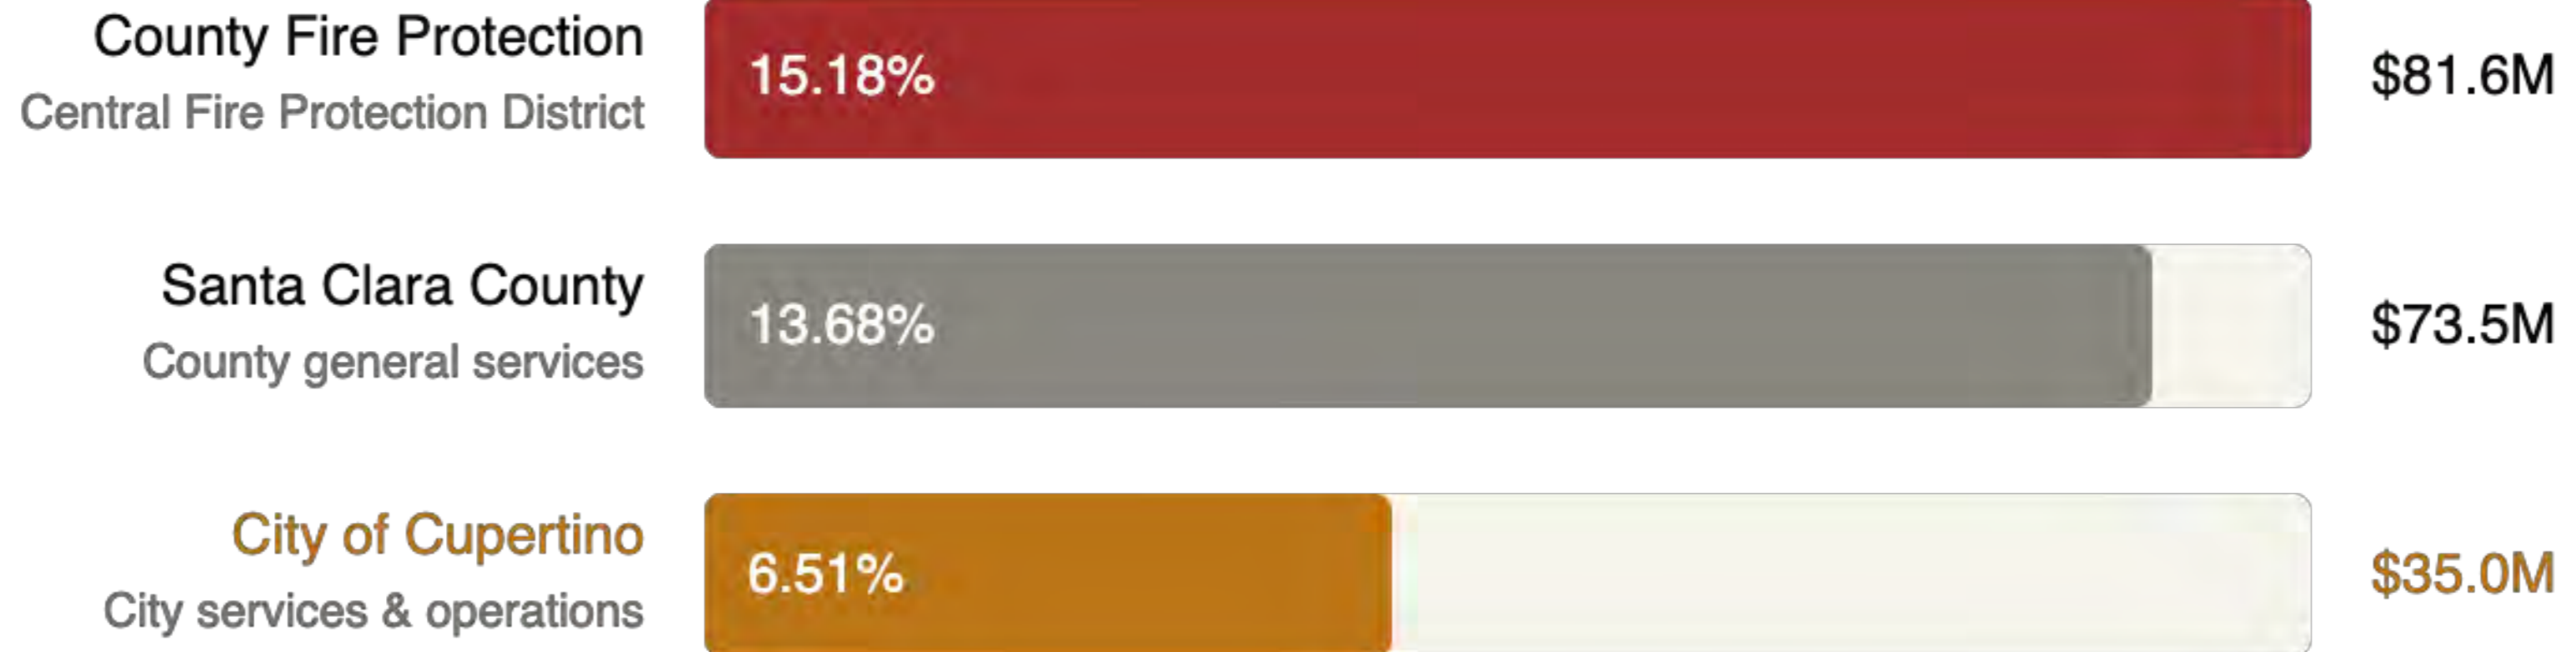 County Fire Protection
Central Fire Protection District
15.18%
$81.6M
Santa Clara County
County general services
13.68%
$73.5M
City of Cupertino
City services & operations
6.51%
$35.0M